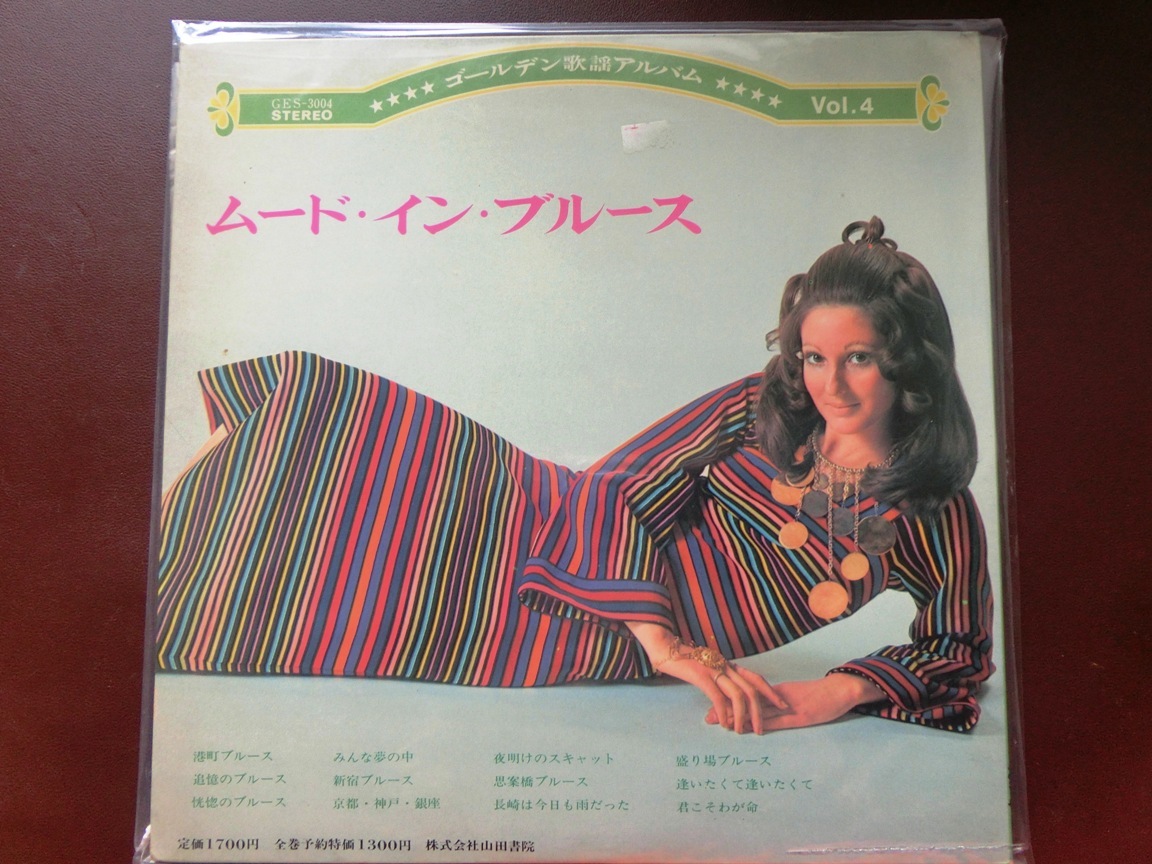 GES-3004
STEREO
★★★★ ゴールデン歌謡アルバム ★★★★
Vol.4
ムード・イン・ブルース
港町ブルース
追憶のブルース
恍惚のブルース
みんな夢の中
新宿ブルース
京都・神戸・銀座
夜明けのスキャット
思案橋ブルース
長崎は今日も雨だった
盛り場ブルース
逢いたくて逢いたくて
君こそわが命
定価1700円 全巻予約特価1300円 株式会社山田書院